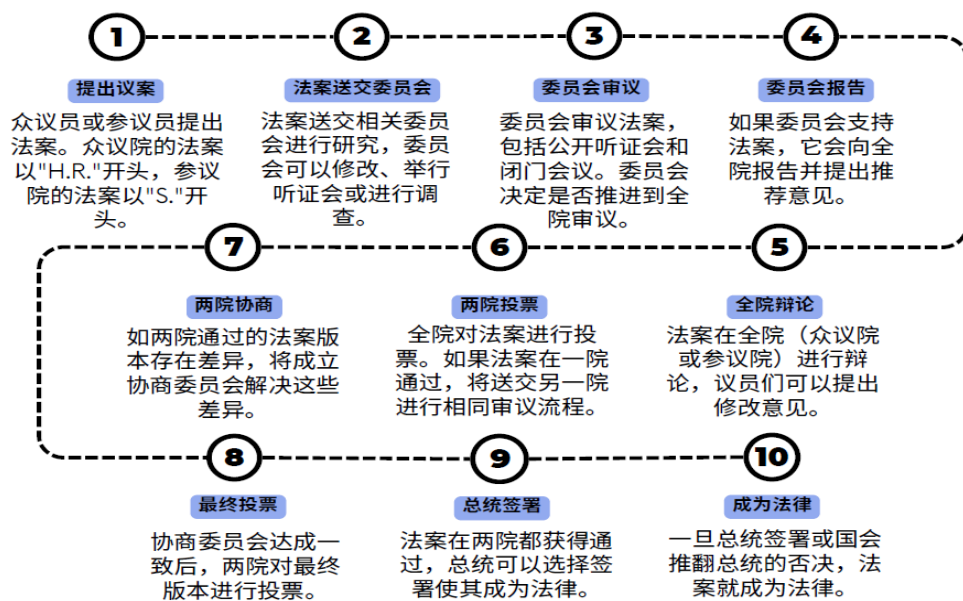 1
提出议案
众议员或参议员提出
法案。众议院的法案
以"H.R."开头，参议
院的法案以"S."开
头。
2
法案送交委员会
法案送交相关委员
会进行研究，委员
会可以修改、举行
听证会或进行调
查。
3
委员会审议
委员会审议法案，
包括公开听证会和
闭门会议。委员会
决定是否推进到全
院审议。
4
委员会报告
如果委员会支持
法案，它会向全
院报告并提出推
荐意见。
5
全院辩论
法案在全院（众议院
或参议院）进行辩
论，议员们可以提出
修改意见。
6
两院投票
全院对法案进行投
票。如果法案在一院
通过，将送交另一院
进行相同审议流程。
7
两院协商
如两院通过的法案版
本存在差异，将成立
协商委员会解决这些
差异。
8
最终投票
协商委员会达成一
致后，两院对最终
版本进行投票。
9
总统签署
法案在两院都获得通
过，总统可以选择签
署使其成为法律。
10
成为法律
一旦总统签署或国会
推翻总统的否决，法
案就成为法律。